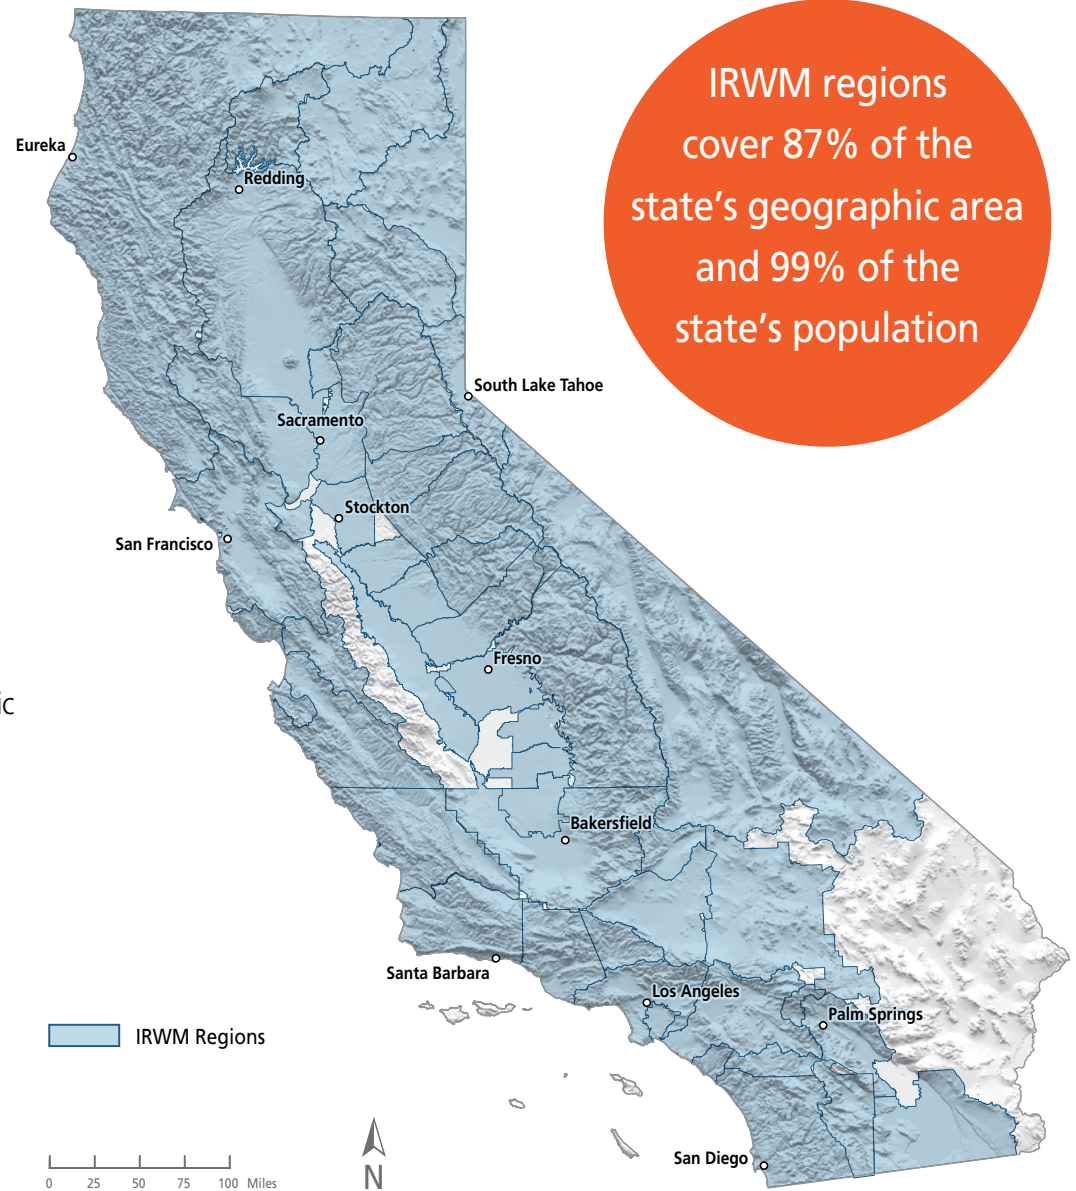 IRWM regions
cover 87% of the
state's geographic area
and 99% of the
state's population
Eureka
Redding
South Lake Tahoe
Sacramento
Stockton
San Francisco
Fresno
ic
Bakersfield
Santa Barbara
Los Angeles
Palm Springs
IRWM Regions
San Diego
N
0 25 50 75 100 Miles